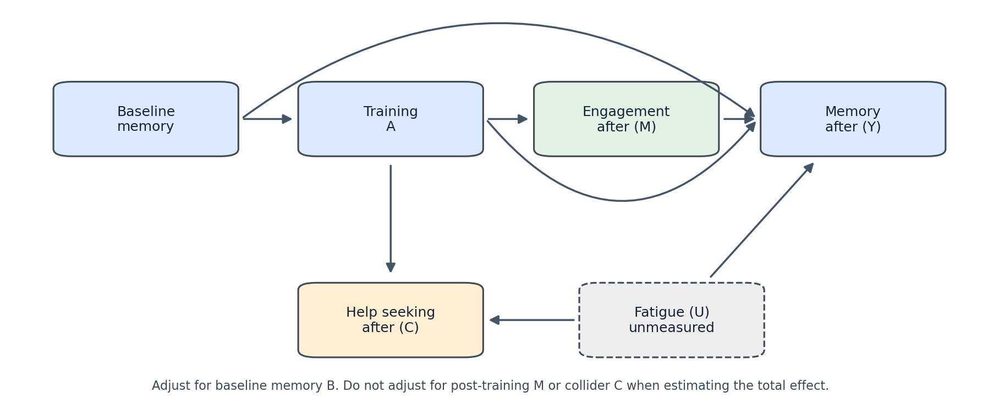 Baseline
memory
Training
A
Engagement
after (M)
Memory
after (Y)
Help seeking
after (C)
Fatigue (U)
unmeasured
Adjust for baseline memory B. Do not adjust for post-training M or collider C when estimating the total effect.